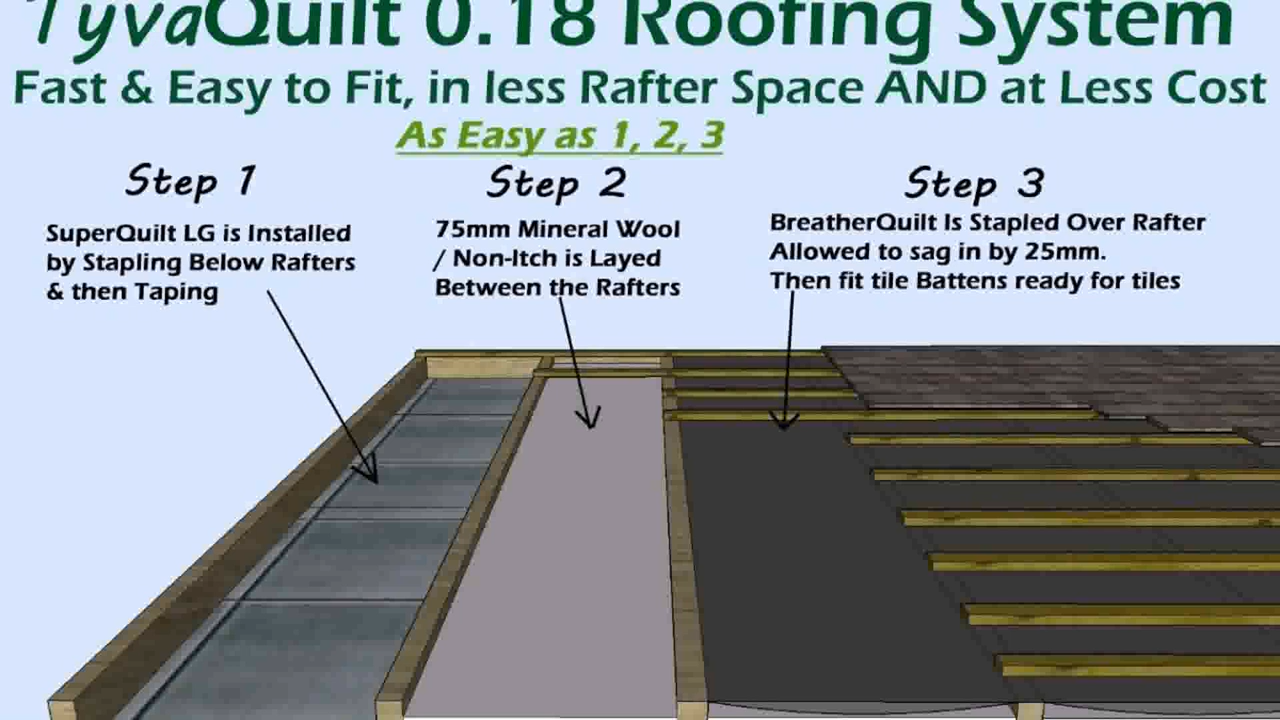 TyvaQuilt 0.18 Roofing System
Fast & Easy to Fit, in less Rafter Space AND at Less Cost
As Easy as 1, 2, 3
Step 1
SuperQuilt LG is Installed
by Stapling Below Rafters
& then Taping
Step 2
75mm Mineral Wool
/ Non-Itch is Layed
Between the Rafters
Step 3
BreatherQuilt Is Stapled Over Rafter
Allowed to sag in by 25mm.
Then fit tile Battens ready for tiles